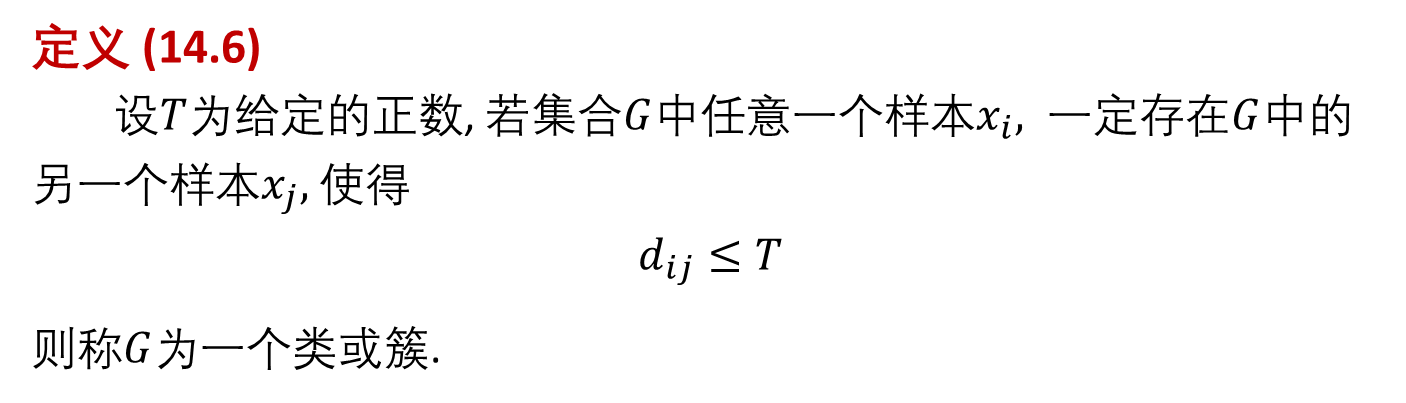 定义 (14.6)
设T为给定的正数, 若集合G中任意一个样本xᵢ, 一定存在G中的
另一个样本xⱼ, 使得
dᵢⱼ ≤ T
则称G为一个类或簇.